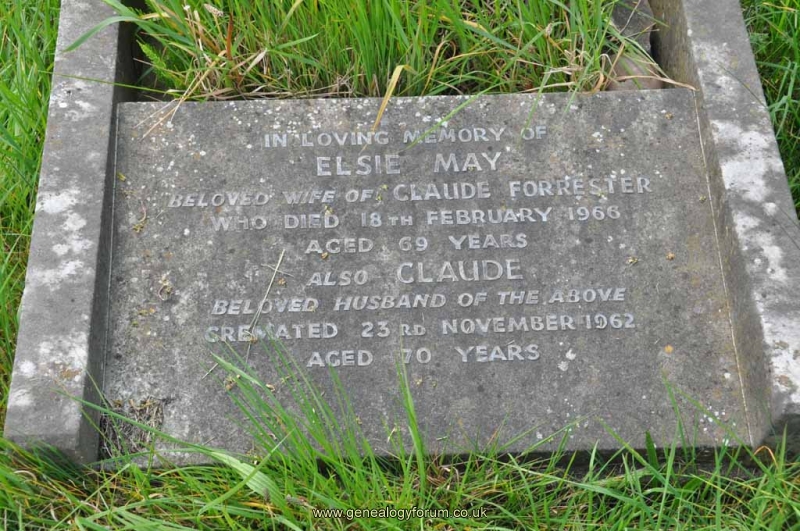 IN LOVING MEMORY OF
ELSIE MAY
BELOVED WIFE OF CLAUDE FORRESTER
WHO DIED 18TH FEBRUARY 1966
AGED 69 YEARS
ALSO CLAUDE
BELOVED HUSBAND OF THE ABOVE
CREMATED 23RD NOVEMBER 1962
AGED 70 YEARS
www.genealogyforum.co.uk